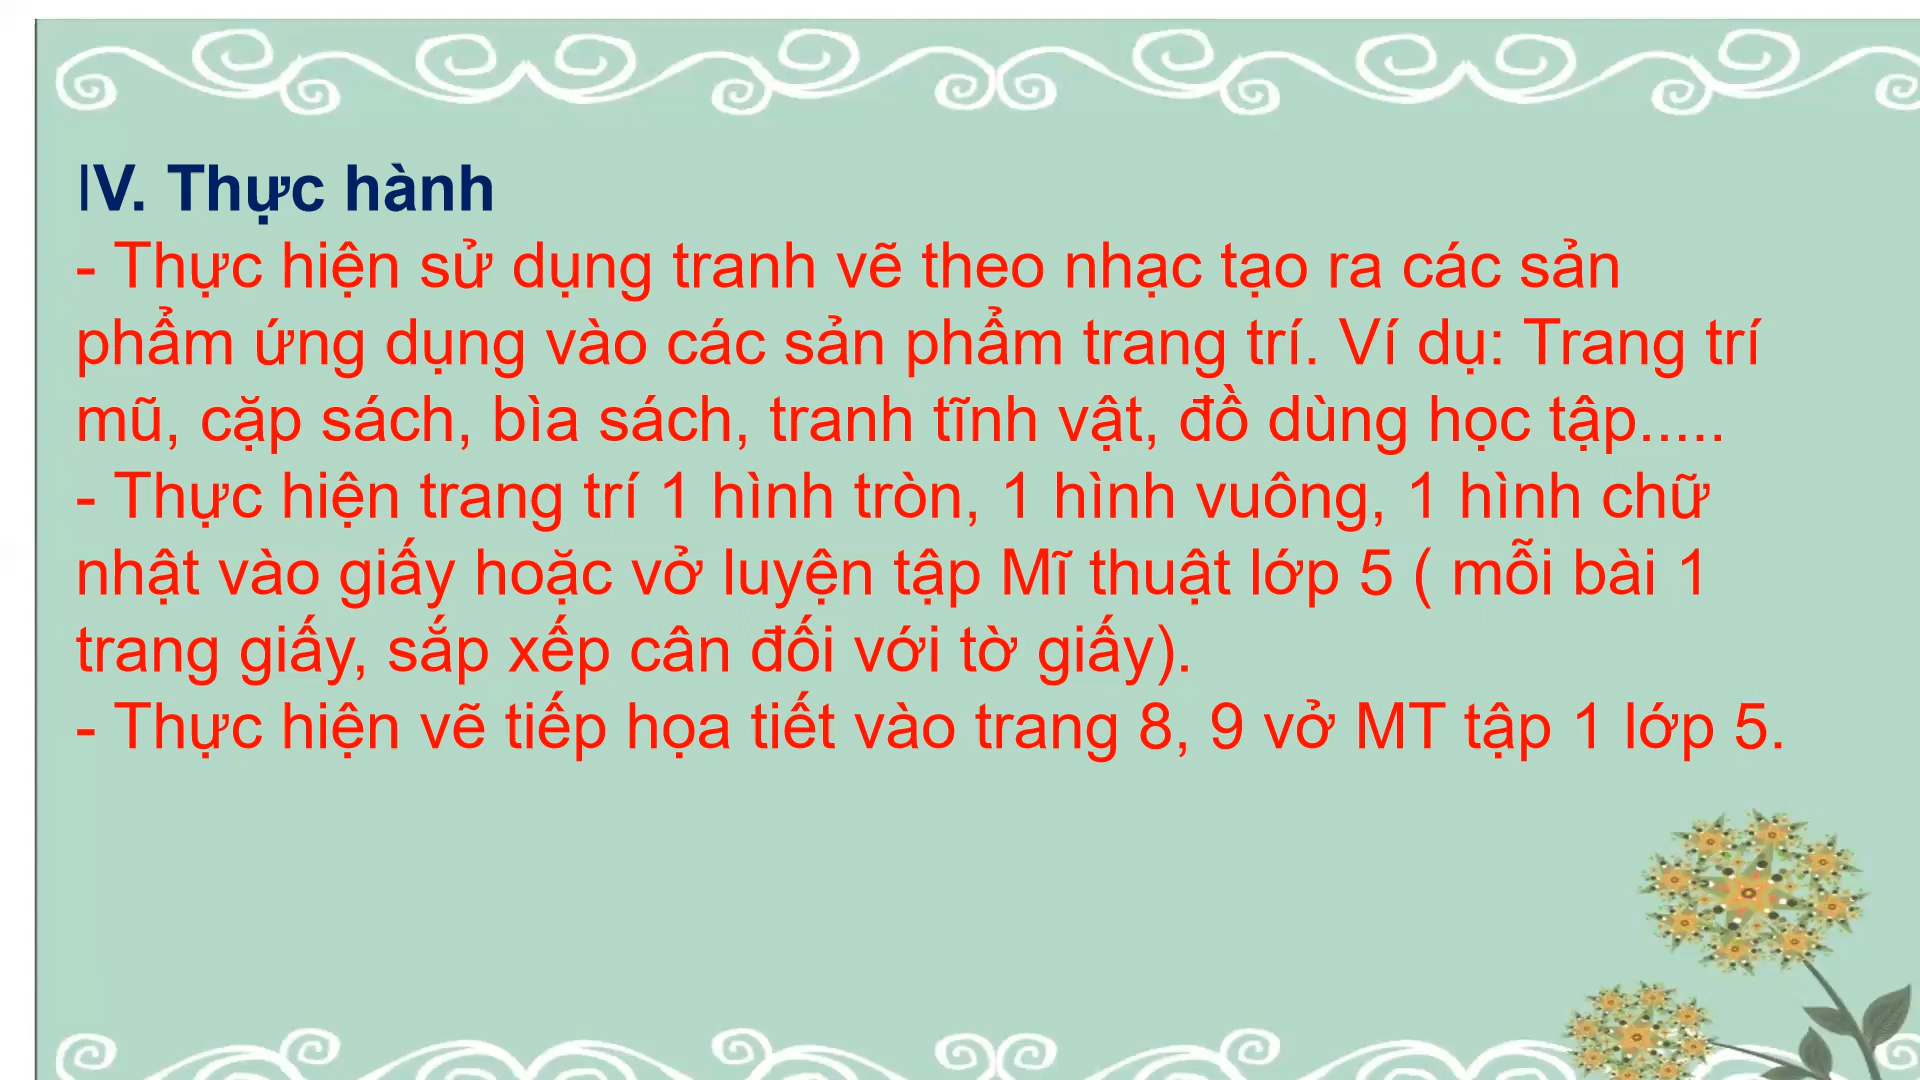 IV. Thực hành
- Thực hiện sử dụng tranh vẽ theo nhạc tạo ra các sản
phẩm ứng dụng vào các sản phẩm trang trí. Ví dụ: Trang trí
mũ, cặp sách, bìa sách, tranh tĩnh vật, đồ dùng học tập.....
- Thực hiện trang trí 1 hình tròn, 1 hình vuông, 1 hình chữ
nhật vào giấy hoặc vở luyện tập Mĩ thuật lớp 5 ( mỗi bài 1
trang giấy, sắp xếp cân đối với tờ giấy).
- Thực hiện vẽ tiếp họa tiết vào trang 8, 9 vở MT tập 1 lớp 5.